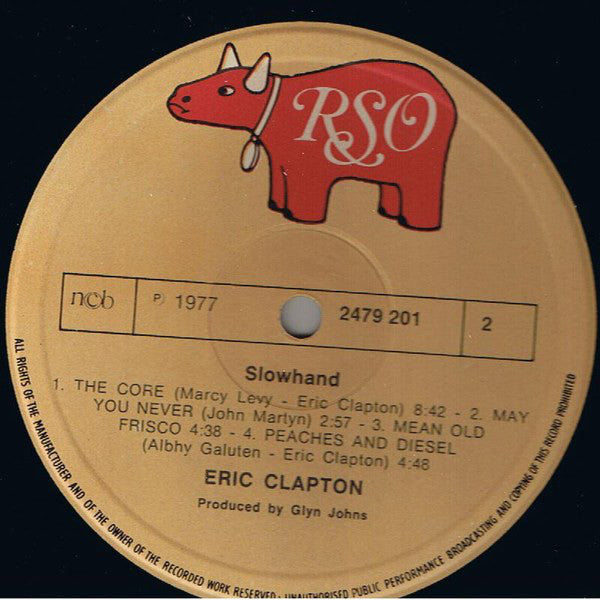 RSO
ncb
P) 1977
2479 201
2
Slowhand
1. THE CORE (Marcy Levy - Eric Clapton) 8:42 - 2. MAY
YOU NEVER (John Martyn) 2:57 - 3. MEAN OLD
FRISCO 4:38 - 4. PEACHES AND DIESEL
(Albhy Galuten - Eric Clapton) 4:48
ERIC CLAPTON
Produced by Glyn Johns
ALL RIGHTS OF THE MANUFACTURER AND OF THE OWNER OF THE RECORDED WORK RESERVED - UNAUTHORISED PUBLIC PERFORMANCE BROADCASTING AND COPYING OF THIS RECORD PROHIBITED